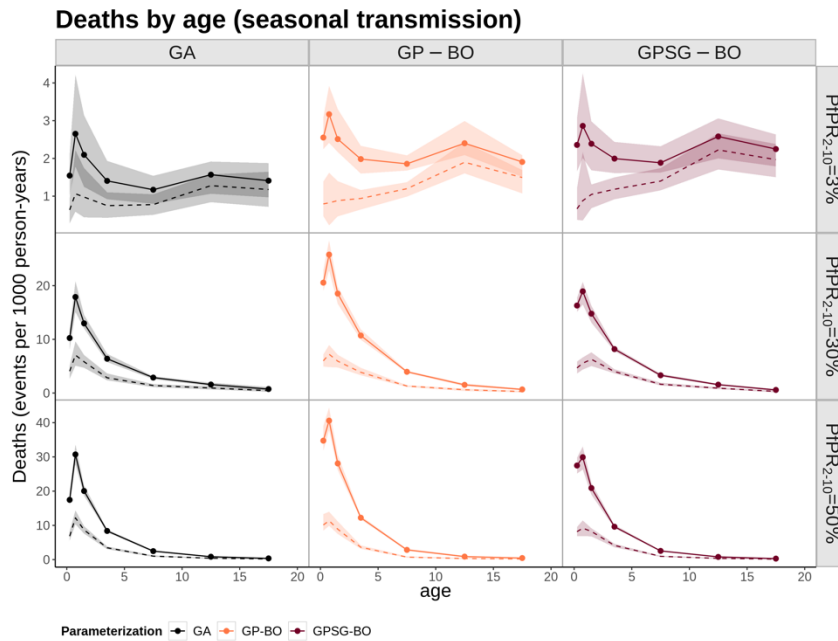 Deaths by age (seasonal transmission)
GA GP – BO GPSG – BO
Deaths (events per 1000 person-years)
4
3
2
1
PfPR2-10=3%
20
10
0
PfPR2-10=30%
40
30
20
10
0
PfPR2-10=50%
0 5 10 15 20 0 5 10 15 20 0 5 10 15 20
age
Parameterization GA GP-BO GPSG-BO